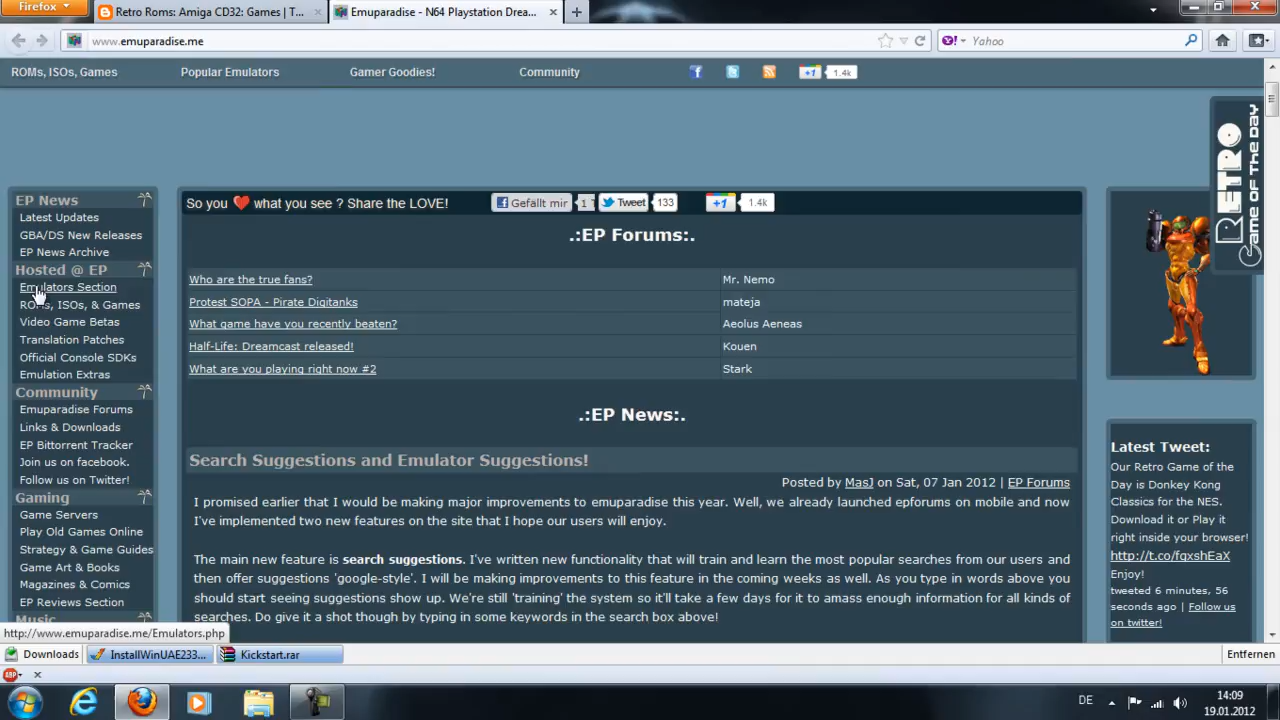 Firefox
Retro Roms: Amiga CD32: Games | T...
Emuparadise - N64 Playstation Drea...
www.emuparadise.me
Yahoo
ROMs, ISOs, Games
Popular Emulators
Gamer Goodies!
Community
+1
1.4k
RETRO
Game OF THE DAY
EP News
Latest Updates
GBA/DS New Releases
EP News Archive
Hosted @ EP
Emulators Section
ROMs, ISOs, & Games
Video Game Betas
Translation Patches
Official Console SDKs
Emulation Extras
Community
Emuparadise Forums
Links & Downloads
EP Bittorrent Tracker
Join us on facebook.
Follow us on Twitter!
Gaming
Game Servers
Play Old Games Online
Strategy & Game Guides
Game Art & Books
Magazines & Comics
EP Reviews Section
So you ❤ what you see ? Share the LOVE!
Gefällt mir
1
Tweet
133
+1
1.4k
.:EP Forums:.
Who are the true fans? Mr. Nemo
Protest SOPA - Pirate Digitanks mateja
What game have you recently beaten? Aeolus Aeneas
Half-Life: Dreamcast released! Kouen
What are you playing right now #2 Stark
.:EP News:.
Search Suggestions and Emulator Suggestions!
Posted by MasJ on Sat, 07 Jan 2012 | EP Forums
I promised earlier that I would be making major improvements to emuparadise this year. Well, we already launched epforums on mobile and now
I've implemented two new features on the site that I hope our users will enjoy.
The main new feature is search suggestions. I've written new functionality that will train and learn the most popular searches from our users and
then offer suggestions 'google-style'. I will be making improvements to this feature in the coming weeks as well. As you type in words above you
should start seeing suggestions show up. We're still 'training' the system so it'll take a few days for it to amass enough information for all kinds of
searches. Do give it a shot though by typing in some keywords in the search box above!
Latest Tweet:
Our Retro Game of the
Day is Donkey Kong
Classics for the NES.
Download it or Play it
right inside your browser!
http://t.co/fqxshEaX
Enjoy!
tweeted 6 minutes, 56
seconds ago | Follow us
on twitter!
http://www.emuparadise.me/Emulators.php
Downloads
InstallWinUAE233...
Kickstart.rar
Entfernen
ABP
DE
14:09
19.01.2012